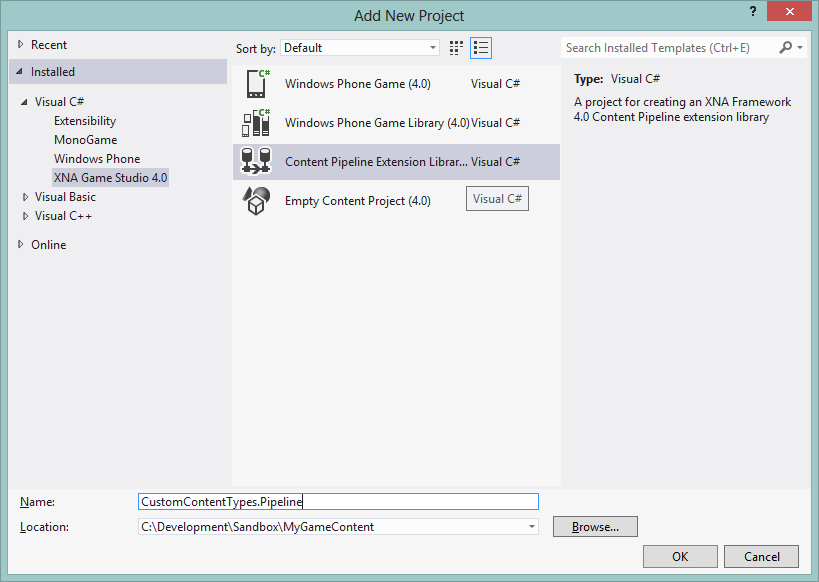 Add New Project
?
Recent
Installed
Visual C#
Extensibility
MonoGame
Windows Phone
XNA Game Studio 4.0
Visual Basic
Visual C++
Online
Sort by: Default
C# Windows Phone Game (4.0) Visual C#
C# Windows Phone Game Library (4.0) Visual C#
Content Pipeline Extension Librar... Visual C#
Empty Content Project (4.0) Visual C#
Search Installed Templates (Ctrl+E)
Type: Visual C#
A project for creating an XNA Framework
4.0 Content Pipeline extension library
Name: CustomContentTypes.Pipeline
Location: C:\Development\Sandbox\MyGameContent Browse...
OK Cancel